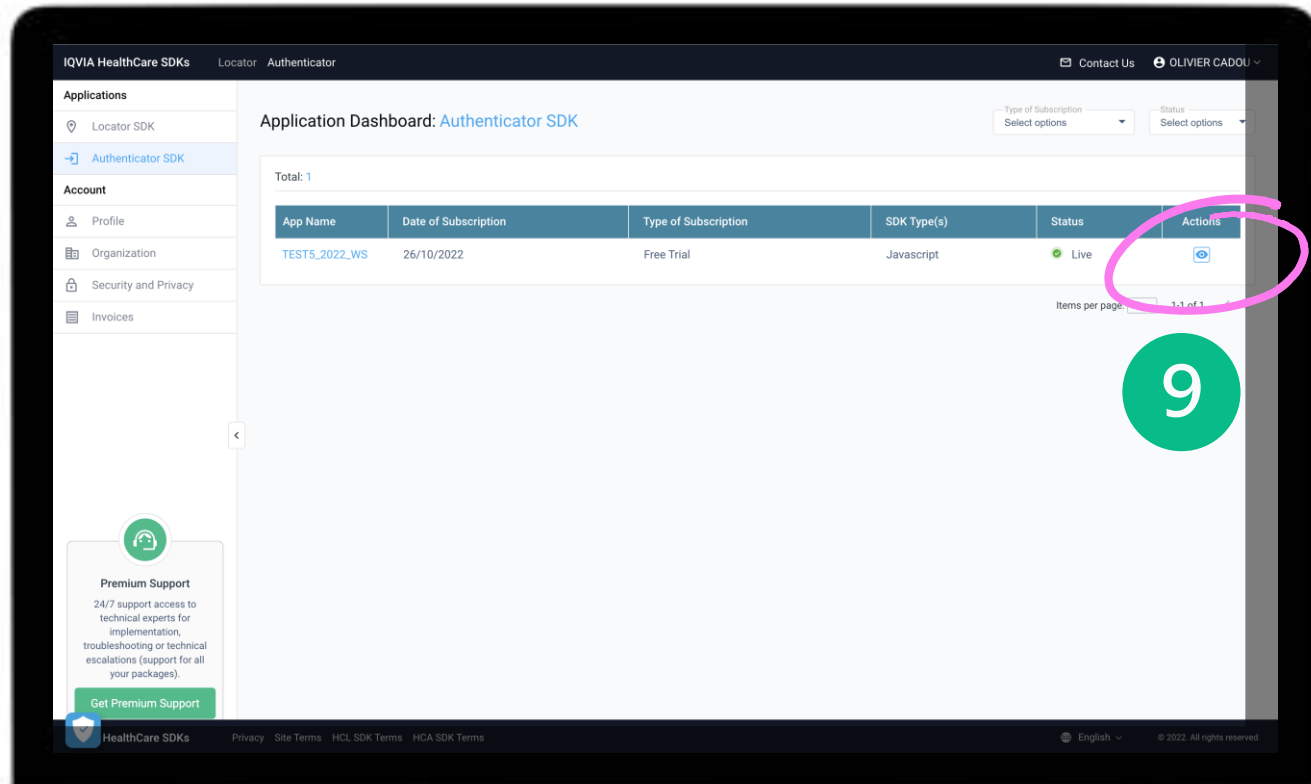 IQVIA HealthCare SDKs Locator Authenticator Contact Us OLIVIER CADOU
Applications
Locator SDK
Authenticator SDK
Account
Profile
Organization
Security and Privacy
Invoices
Application Dashboard: Authenticator SDK
Type of Subscription
Select options
Status
Select options
Total: 1
App Name Date of Subscription Type of Subscription SDK Type(s) Status Actions
TEST5_2022_WS 26/10/2022 Free Trial Javascript Live
Items per page: 1-1 of 1
9
Premium Support
24/7 support access to
technical experts for
implementation,
troubleshooting or technical
escalations (support for all
your packages).
Get Premium Support
HealthCare SDKs Privacy Site Terms HCL SDK Terms HCA SDK Terms English © 2022. All rights reserved.